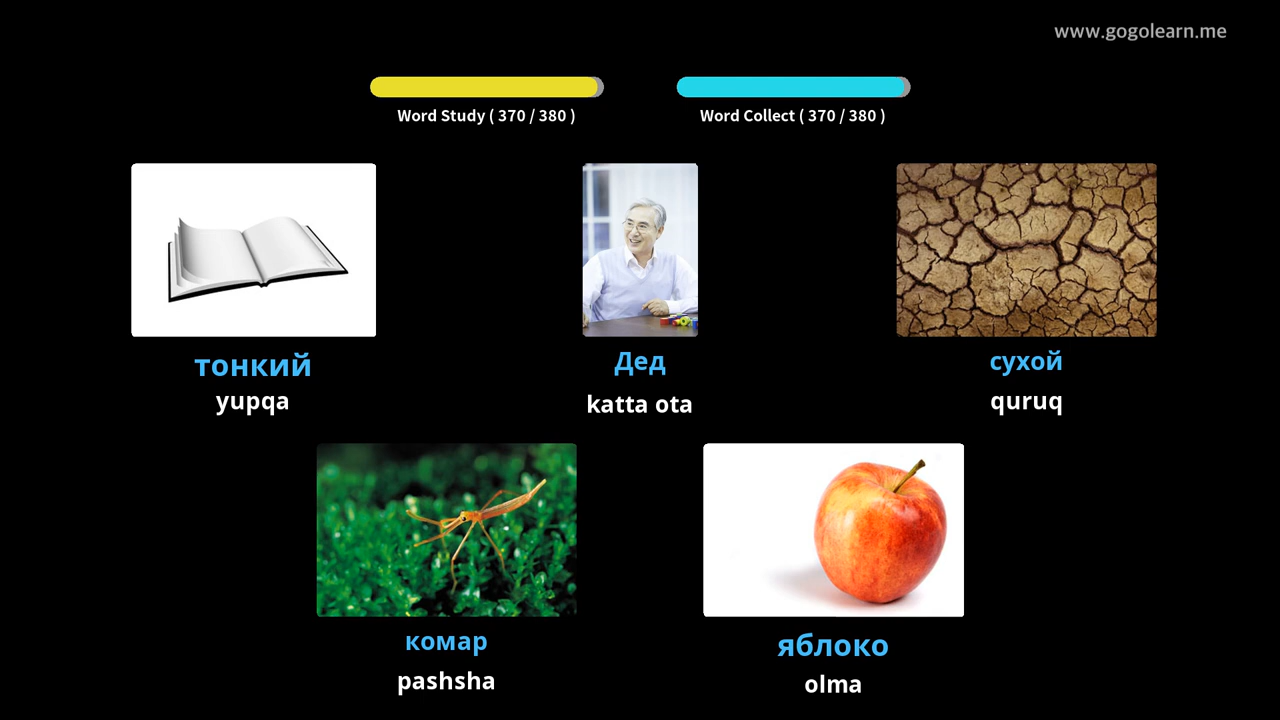 www.gogolearn.me
Word Study ( 370 / 380 )
Word Collect ( 370 / 380 )
тонкий
yupqa
Дед
katta ota
сухой
quruq
комар
pashsha
яблоко
olma